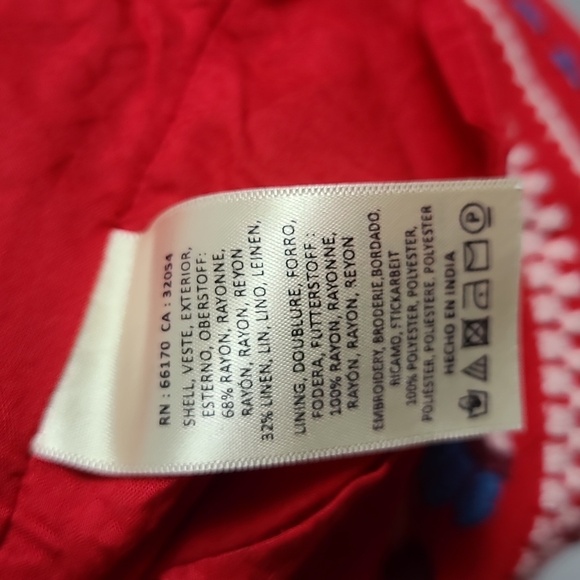 RN : 66170 CA : 32054
SHELL, VESTE, EXTERIOR,
ESTERNO, OBERSTOFF:
68% RAYON, RAYONNE,
RAYÓN, RAYON, REYON
32% LINEN, LIN, LINO, LEINEN,
LINING, DOUBLURE, FORRO,
FODERA, FUTTERSTOFF :
100% RAYON, RAYONNE,
RAYÓN, RAYON, REYON
EMBROIDERY, BRODERIE,BORDADO,
RICAMO, STICKARBEIT
100% POLYESTER, POLYESTER,
POLIÉSTER, POLIESTERE, POLYESTER
HECHO EN INDIA
P